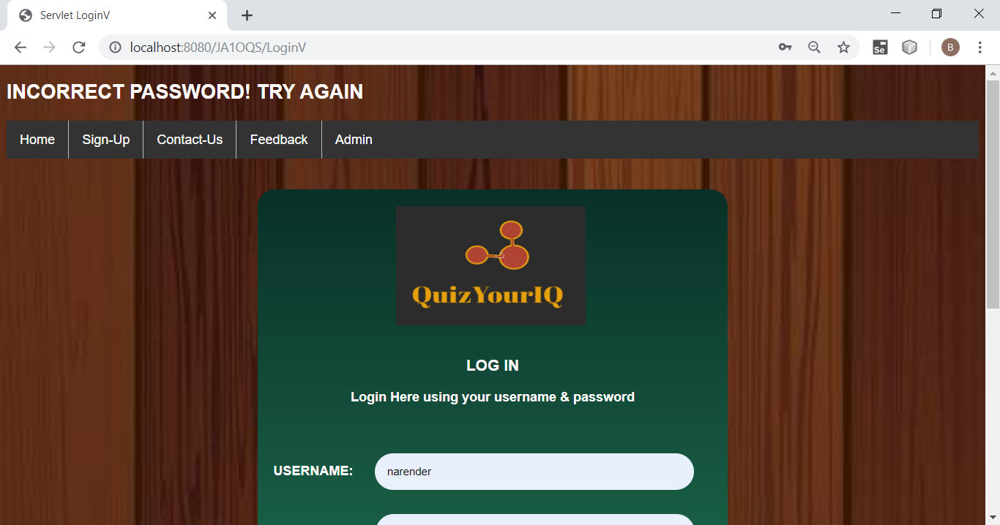 Servlet LoginV
localhost:8080/JA1OQS/LoginV
Se
B
INCORRECT PASSWORD! TRY AGAIN
Home Sign-Up Contact-Us Feedback Admin
QuizYourIQ
LOG IN
Login Here using your username & password
USERNAME: narender